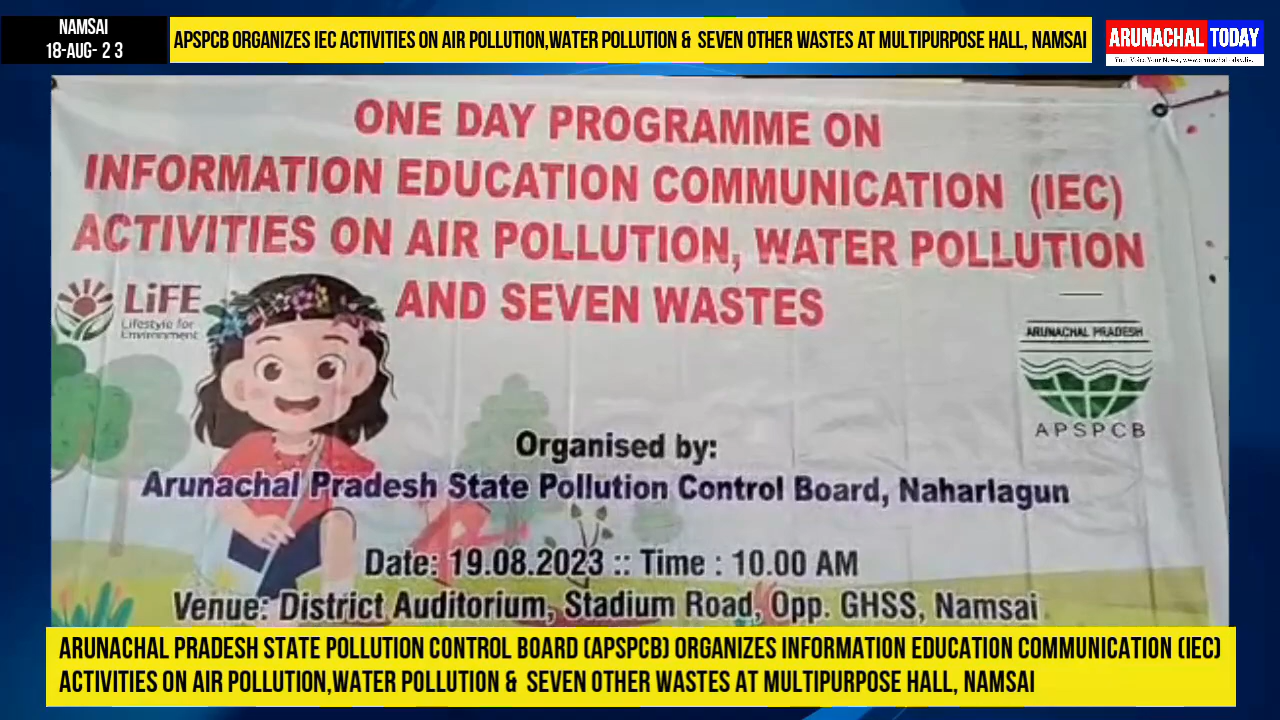 NAMSAI
18-AUG- 2 3
APSPCB ORGANIZES IEC ACTIVITIES ON AIR POLLUTION,WATER POLLUTION & SEVEN OTHER WASTES AT MULTIPURPOSE HALL, NAMSAI
ARUNACHAL TODAY
ONE DAY PROGRAMME ON
INFORMATION EDUCATION COMMUNICATION (IEC)
ACTIVITIES ON AIR POLLUTION, WATER POLLUTION
AND SEVEN WASTES
LiFE
Lifestyle for
Environment
ARUNACHAL PRADESH
APSPCB
Organised by:
Arunachal Pradesh State Pollution Control Board, Naharlagun
Date: 19.08.2023 :: Time : 10.00 AM
Venue: District Auditorium, Stadium Road, Opp. GHSS, Namsai
ARUNACHAL PRADESH STATE POLLUTION CONTROL BOARD (APSPCB) ORGANIZES INFORMATION EDUCATION COMMUNICATION (IEC)
ACTIVITIES ON AIR POLLUTION,WATER POLLUTION & SEVEN OTHER WASTES AT MULTIPURPOSE HALL, NAMSAI